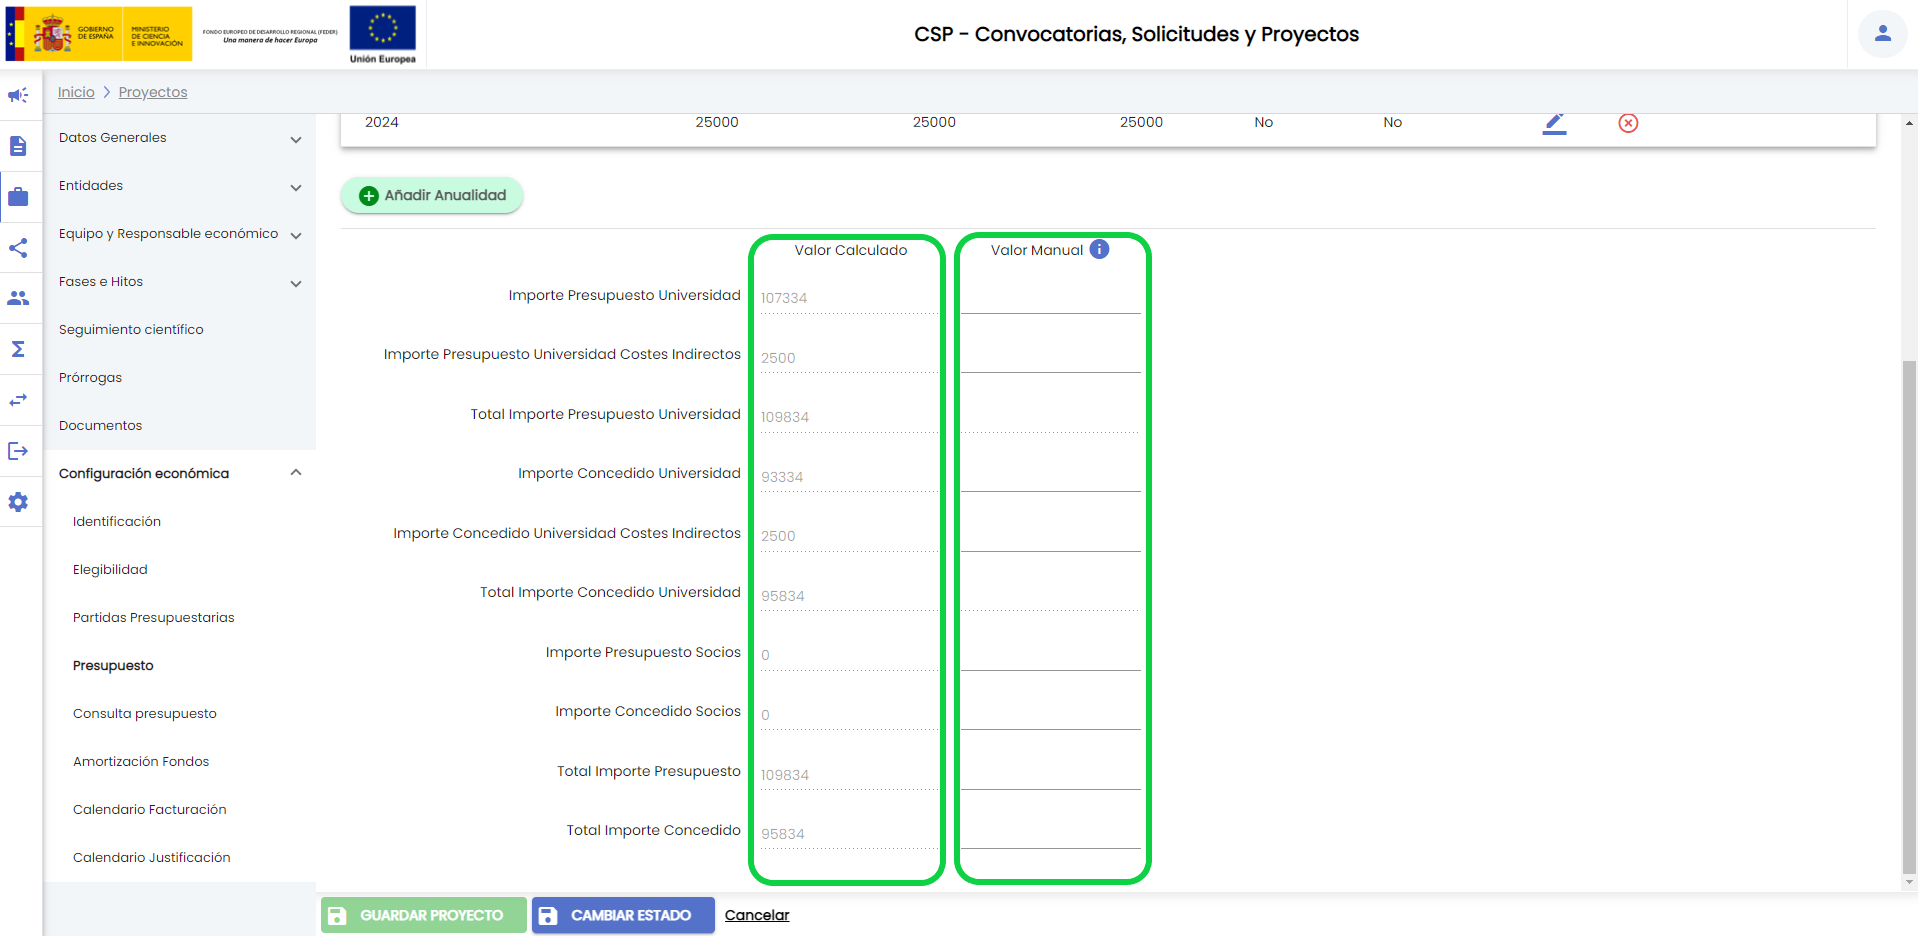 GOBIERNO
DE ESPAÑA
MINISTERIO
DE CIENCIA
E INNOVACIÓN
FONDO EUROPEO DE DESARROLLO REGIONAL (FEDER)
Una manera de hacer Europa
Unión Europea
CSP - Convocatorias, Solicitudes y Proyectos
Inicio > Proyectos
Datos Generales
Entidades
Equipo y Responsable económico
Fases e Hitos
Seguimiento científico
Prórrogas
Documentos
Configuración económica
Identificación
Elegibilidad
Partidas Presupuestarias
Presupuesto
Consulta presupuesto
Amortización Fondos
Calendario Facturación
Calendario Justificación
2024 25000 25000 25000 No No
Añadir Anualidad
Valor Calculado Valor Manual i
Importe Presupuesto Universidad 107334
Importe Presupuesto Universidad Costes Indirectos 2500
Total Importe Presupuesto Universidad 109834
Importe Concedido Universidad 93334
Importe Concedido Universidad Costes Indirectos 2500
Total Importe Concedido Universidad 95834
Importe Presupuesto Socios 0
Importe Concedido Socios 0
Total Importe Presupuesto 109834
Total Importe Concedido 95834
GUARDAR PROYECTO CAMBIAR ESTADO Cancelar